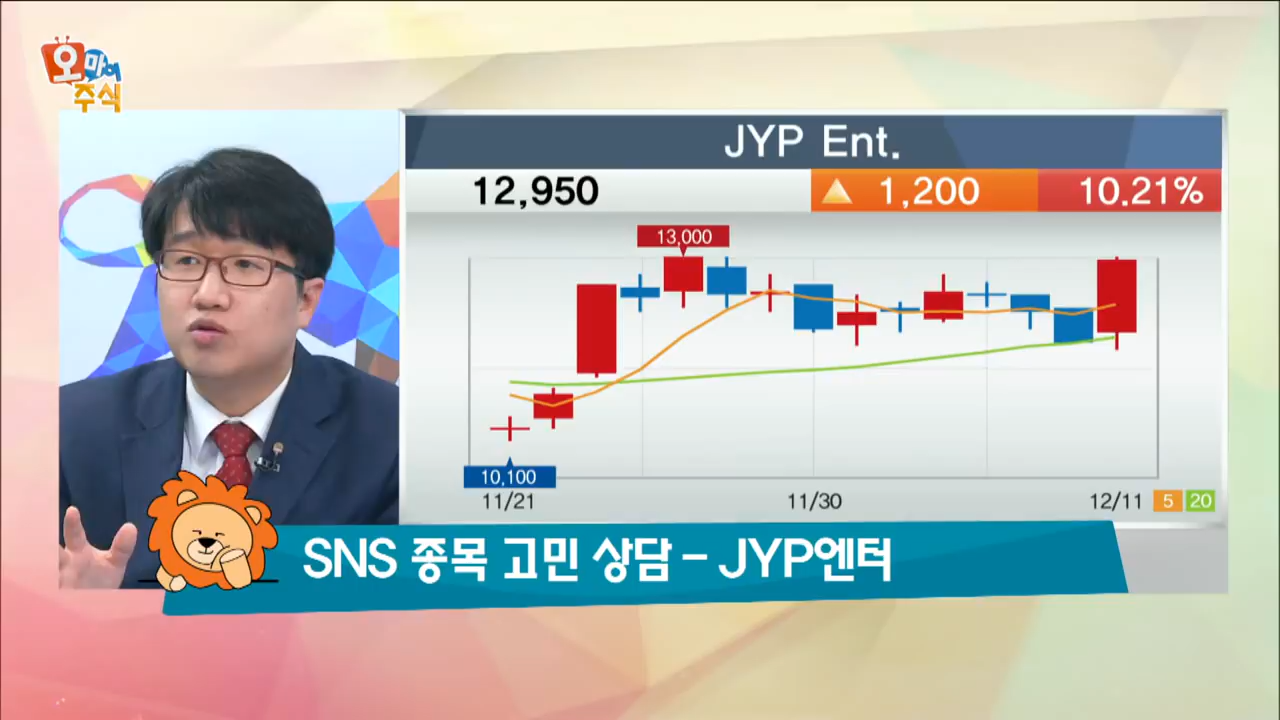 오마이
주식
JYP Ent.
12,950 ▲ 1,200 10.21%
13,000
10,100
11/21 11/30 12/11 5 20
SNS 종목 고민 상담 – JYP엔터